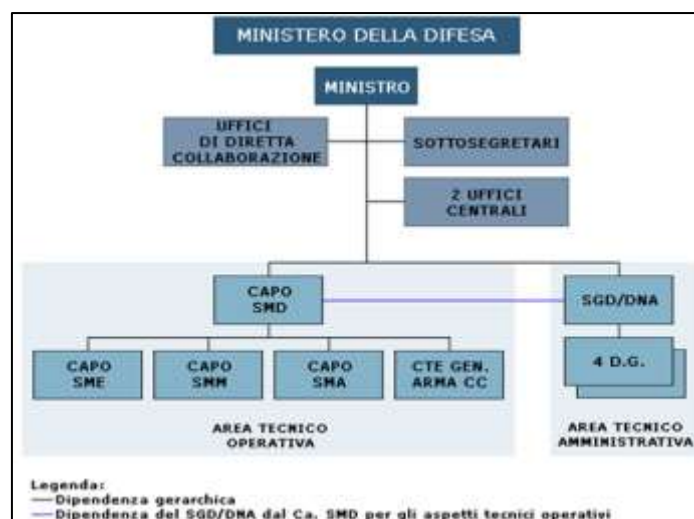 MINISTERO DELLA DIFESA
MINISTRO
UFFICI
DI DIRETTA
COLLABORAZIONE
SOTTOSEGRETARI
2 UFFICI
CENTRALI
CAPO
SMD
SGD/DNA
CAPO
SME
CAPO
SMM
CAPO
SMA
CTE GEN.
ARMA CC
4 D.G.
AREA TECNICO
OPERATIVA
AREA TECNICO
AMMINISTRATIVA
Legenda:
Dipendenza gerarchica
Dipendenza del SGD/DNA dal Ca. SMD per gli aspetti tecnici operativi